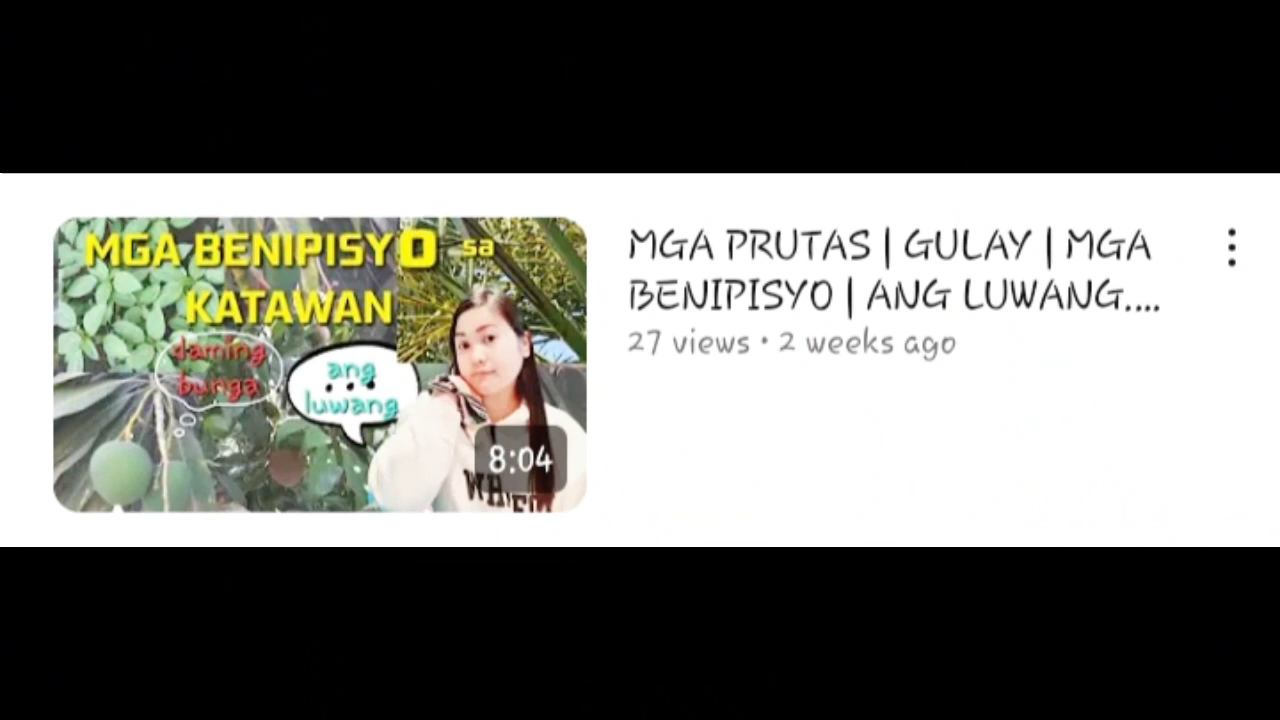 MGA BENIPISYO sa
KATAWAN
daming
bunga
ang
luwang
8:04
MGA PRUTAS | GULAY | MGA
BENIPISYO | ANG LUWANG....
27 views • 2 weeks ago